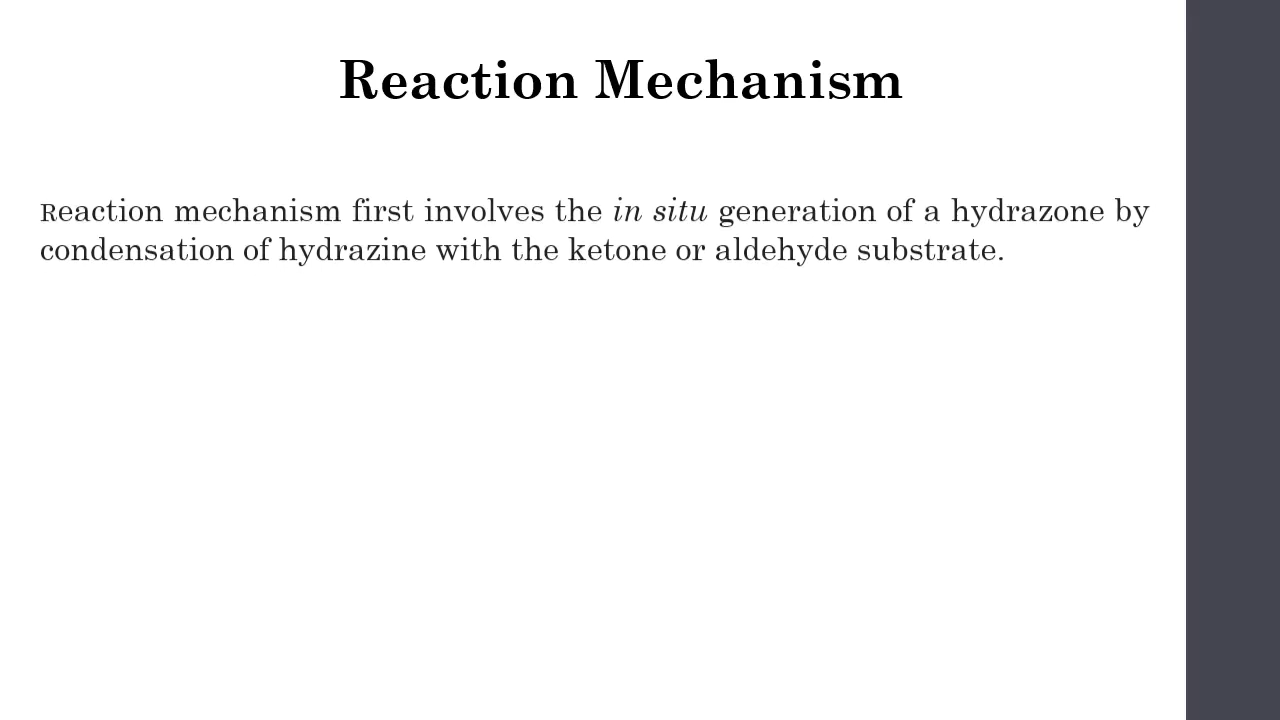 Reaction Mechanism
Reaction mechanism first involves the in situ generation of a hydrazone by
condensation of hydrazine with the ketone or aldehyde substrate.